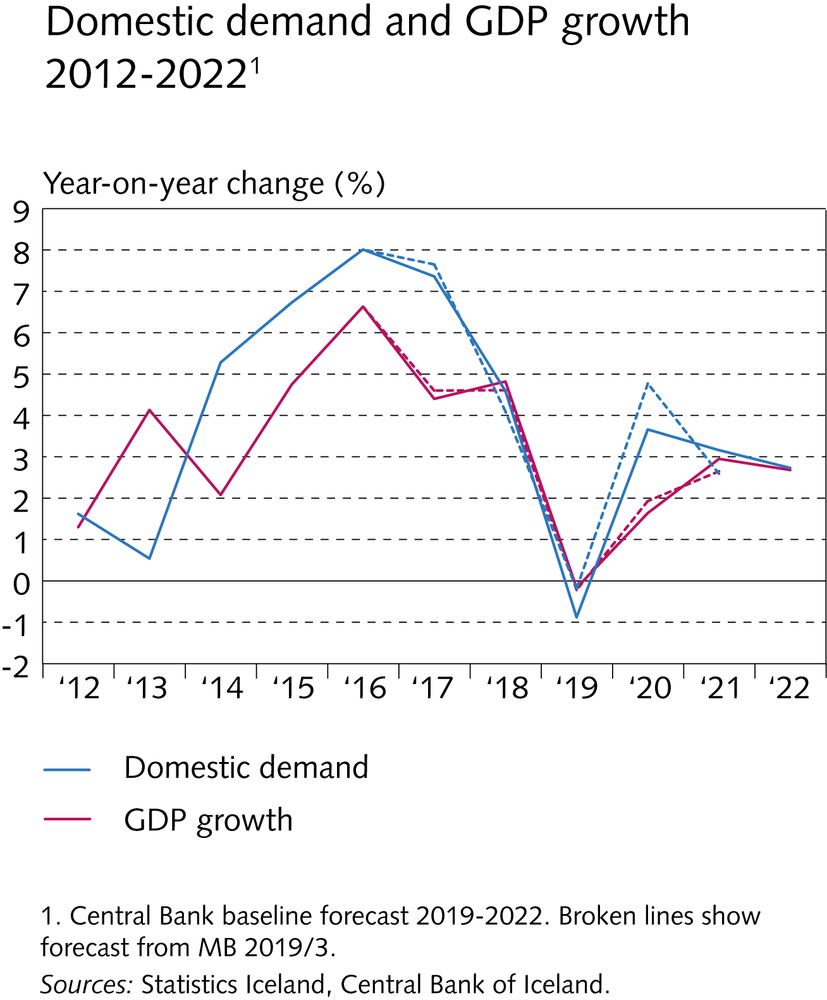 Domestic demand and GDP growth
2012-2022¹
Year-on-year change (%)
9
8
7
6
5
4
3
2
1
0
-1
-2
‘12 ‘13 ‘14 ‘15 ‘16 ‘17 ‘18 ‘19 ‘20 ‘21 ‘22
Domestic demand
GDP growth
1. Central Bank baseline forecast 2019-2022. Broken lines show
forecast from MB 2019/3.
Sources: Statistics Iceland, Central Bank of Iceland.